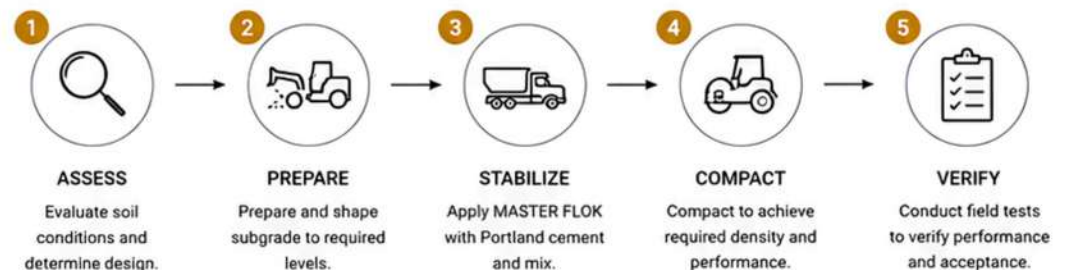 1
2
3
4
5
ASSESS
Evaluate soil
conditions and
determine design.
PREPARE
Prepare and shape
subgrade to required
levels.
STABILIZE
Apply MASTER FLOK
with Portland cement
and mix.
COMPACT
Compact to achieve
required density and
performance.
VERIFY
Conduct field tests
to verify performance
and acceptance.